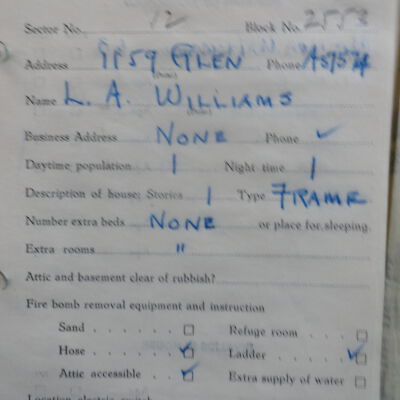 Sector No. 12 Block No. 2553
Address GLEN Phone
Name L. A. WILLIAMS
Business Address NONE Phone ✓
Daytime population 1 Night time 1
Description of house: Stories 1 Type FRAME
Number extra beds NONE or place for sleeping
Extra rooms "
Attic and basement clear of rubbish?
Fire bomb removal equipment and instruction
Sand . . . . . . ☐ Refuge room . . . ☐
Hose . . . . . . ☑ Ladder . . . . . . ☑
Attic accessible . . . ☑ Extra supply of water ☐
Location electric switch